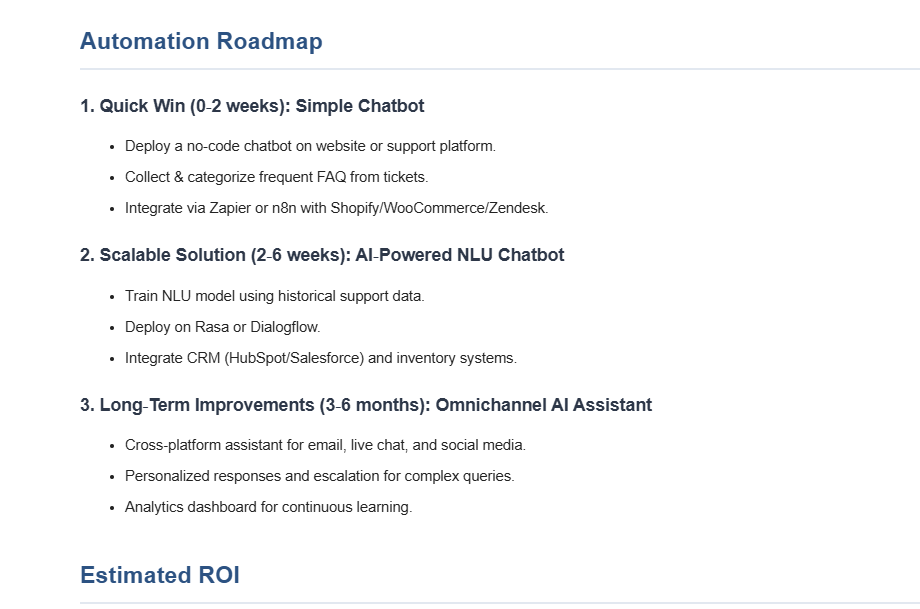 Automation Roadmap
1. Quick Win (0-2 weeks): Simple Chatbot
• Deploy a no-code chatbot on website or support platform.
• Collect & categorize frequent FAQ from tickets.
• Integrate via Zapier or n8n with Shopify/WooCommerce/Zendesk.
2. Scalable Solution (2-6 weeks): AI-Powered NLU Chatbot
• Train NLU model using historical support data.
• Deploy on Rasa or Dialogflow.
• Integrate CRM (HubSpot/Salesforce) and inventory systems.
3. Long-Term Improvements (3-6 months): Omnichannel AI Assistant
• Cross-platform assistant for email, live chat, and social media.
• Personalized responses and escalation for complex queries.
• Analytics dashboard for continuous learning.
Estimated ROI